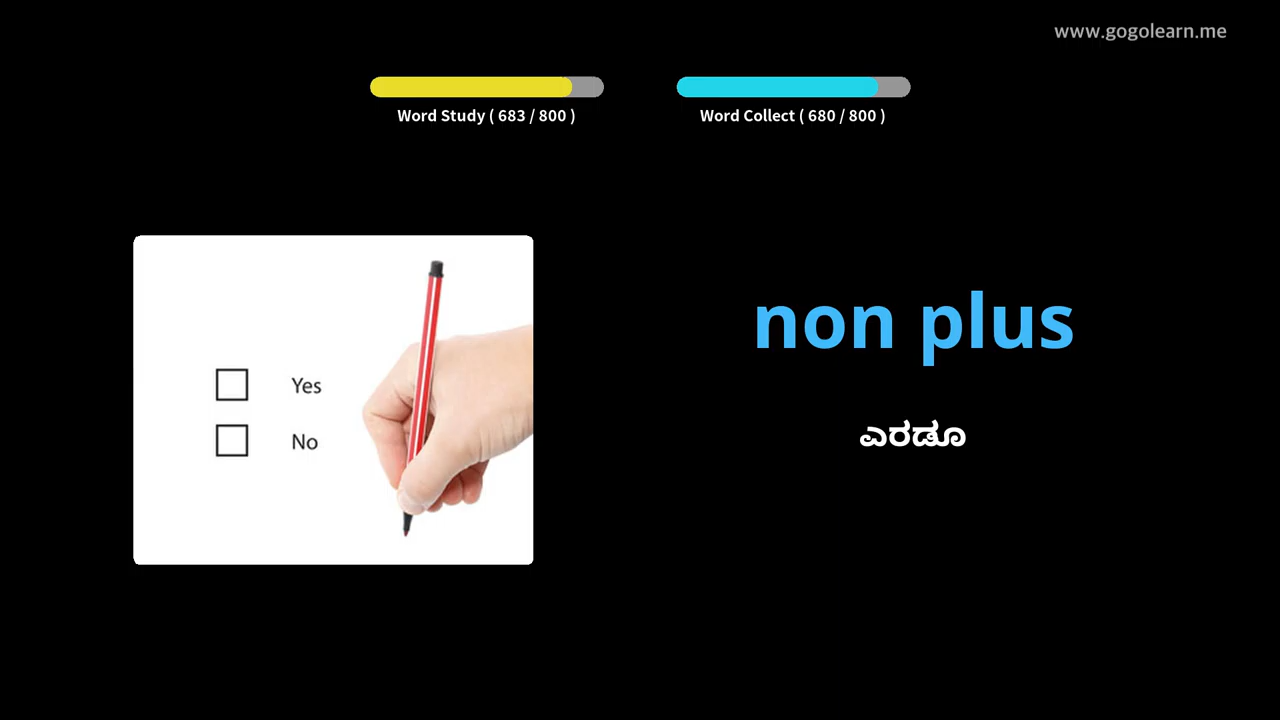 www.gogolearn.me
Word Study ( 683 / 800 )
Word Collect ( 680 / 800 )
non plus
ಎರಡೂ
Yes
No